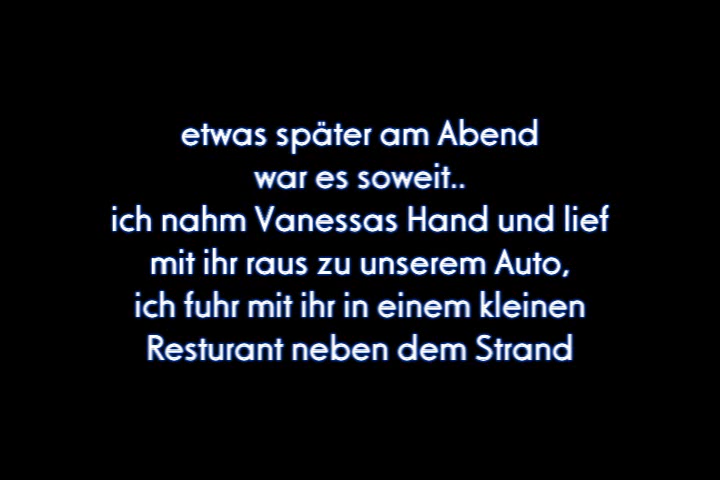 etwas später am Abend
war es soweit..
ich nahm Vanessas Hand und lief
mit ihr raus zu unserem Auto,
ich fuhr mit ihr in einem kleinen
Resturant neben dem Strand